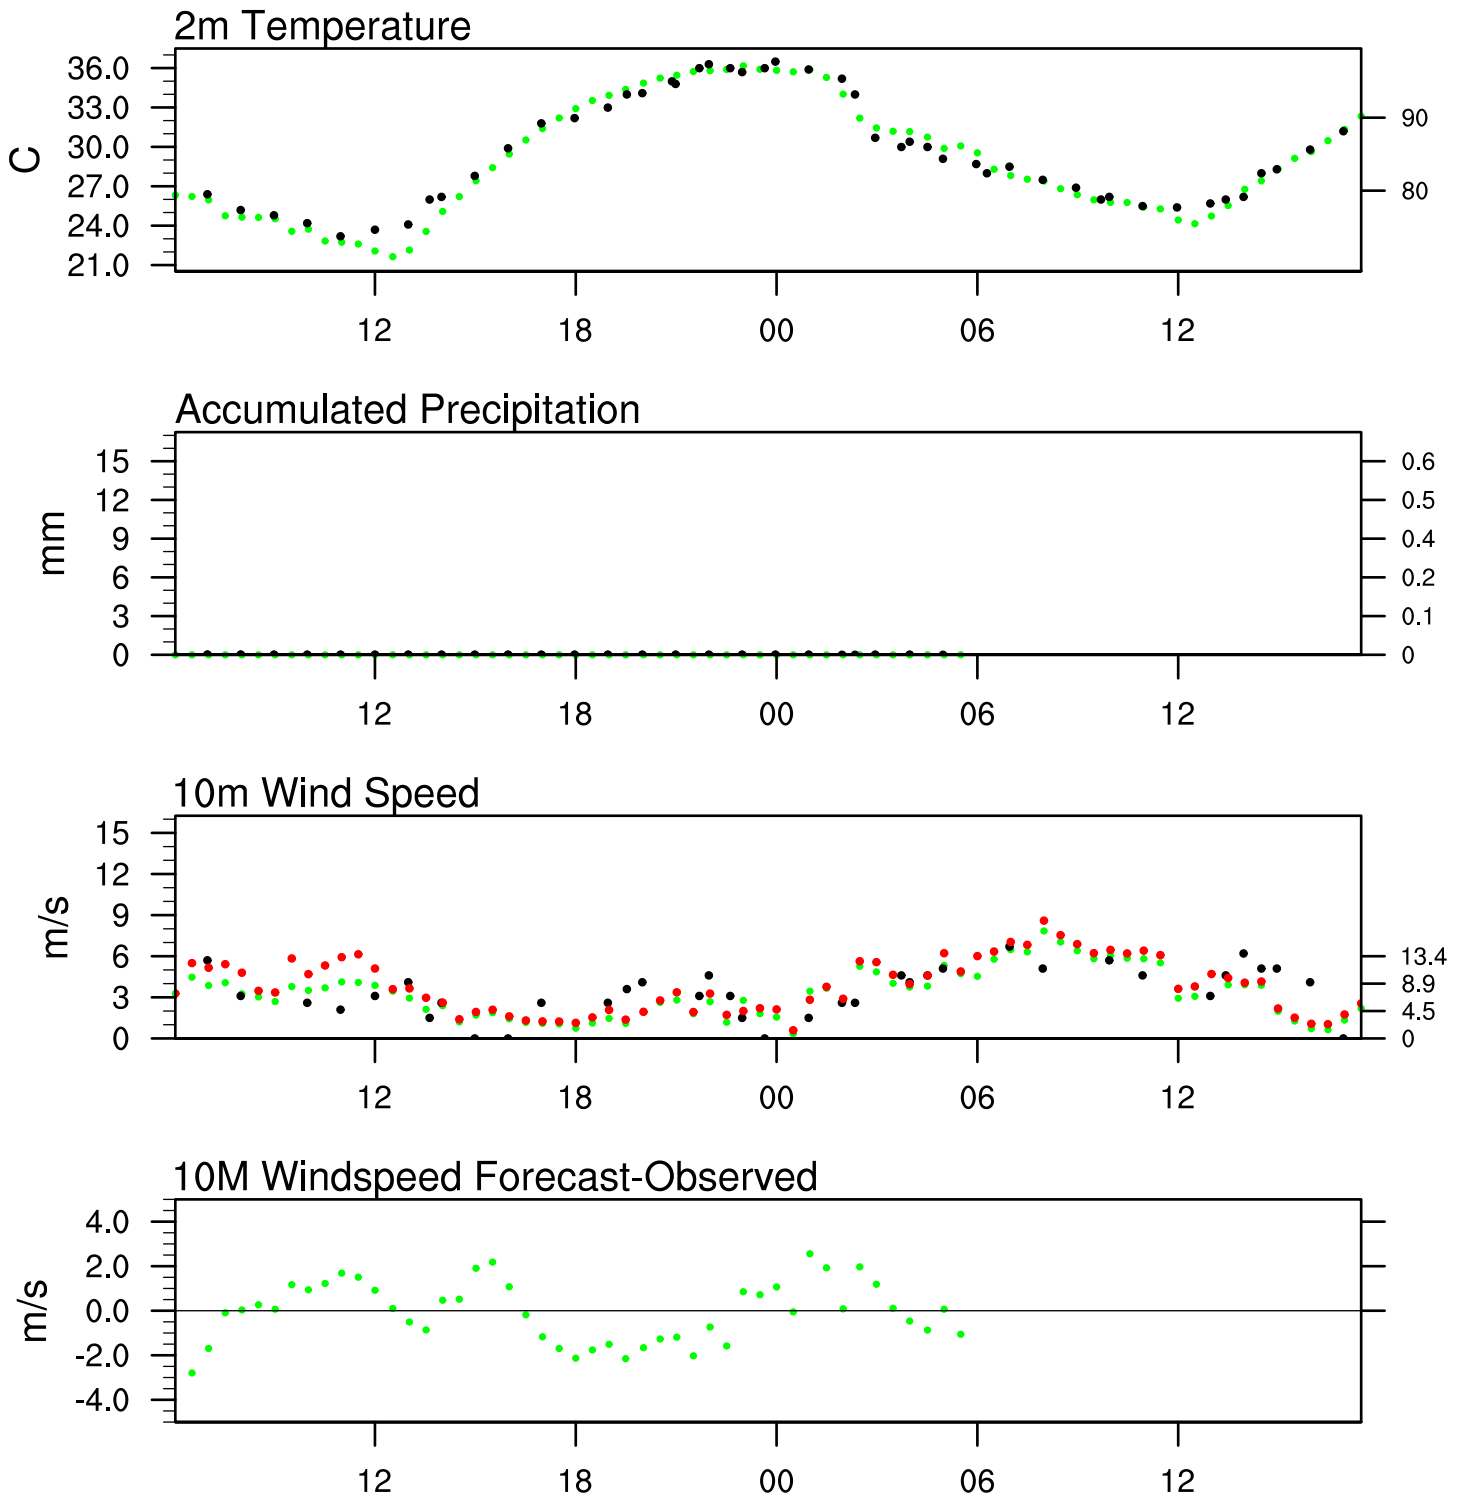 2m Temperature
36.0
33.0
30.0
27.0
24.0
21.0
C
90
80
12 18 00 06 12
Accumulated Precipitation
15
12
9
6
3
0
mm
0.6
0.5
0.4
0.2
0.1
0
12 18 00 06 12
10m Wind Speed
15
12
9
6
3
0
m/s
13.4
8.9
4.5
0
12 18 00 06 12
10M Windspeed Forecast-Observed
4.0
2.0
0.0
-2.0
-4.0
m/s
12 18 00 06 12